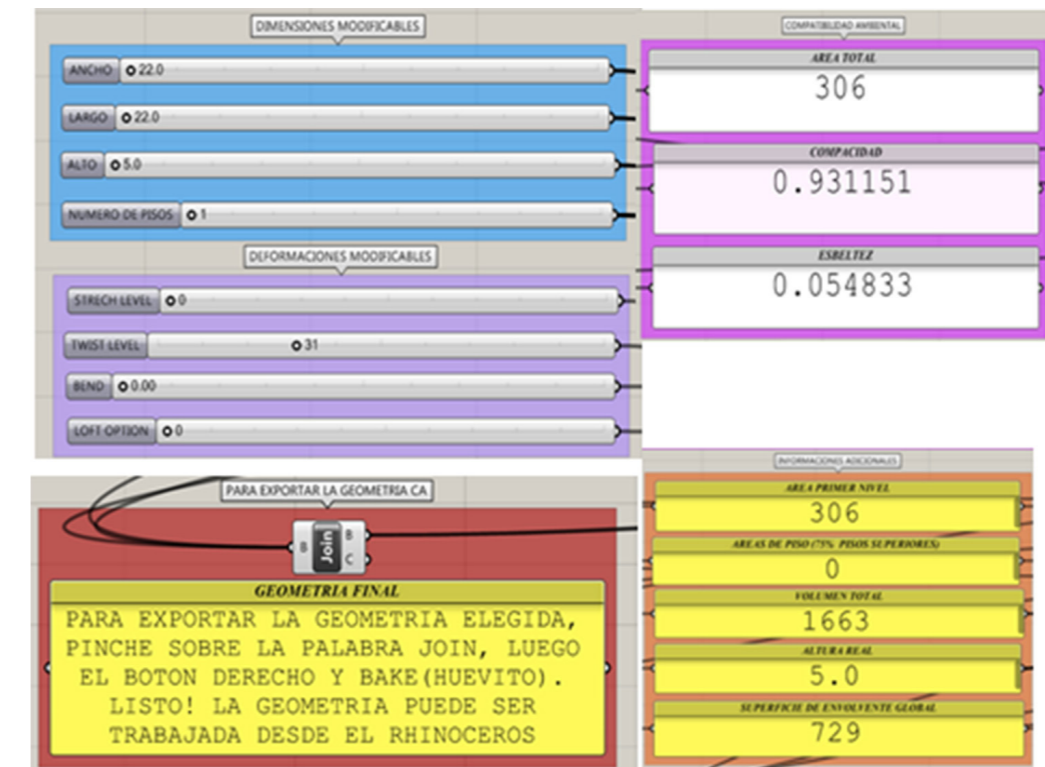 DIMENSIONES MODIFICABLES
ANCHO 22.0
LARGO 22.0
ALTO 5.0
NUMERO DE PISOS 1
DEFORMACIONES MODIFICABLES
STRECH LEVEL 0
TWIST LEVEL 31
BEND 0.00
LOFT OPTION 0
COMPATIBILIDAD AMBIENTAL
AREA TOTAL
306
COMPACIDAD
0.931151
ESBELTEZ
0.054833
PARA EXPORTAR LA GEOMETRIA CA
B Join B
C
GEOMETRIA FINAL
PARA EXPORTAR LA GEOMETRIA ELEGIDA,
PINCHE SOBRE LA PALABRA JOIN, LUEGO
EL BOTON DERECHO Y BAKE(HUEVITO).
LISTO! LA GEOMETRIA PUEDE SER
TRABAJADA DESDE EL RHINOCEROS
INFORMACIONES ADICIONALES
AREA PRIMER NIVEL
306
AREAS DE PISO (75% PISOS SUPERIORES)
0
VOLUMEN TOTAL
1663
ALTURA REAL
5.0
SUPERFICIE DE ENVOLVENTE GLOBAL
729